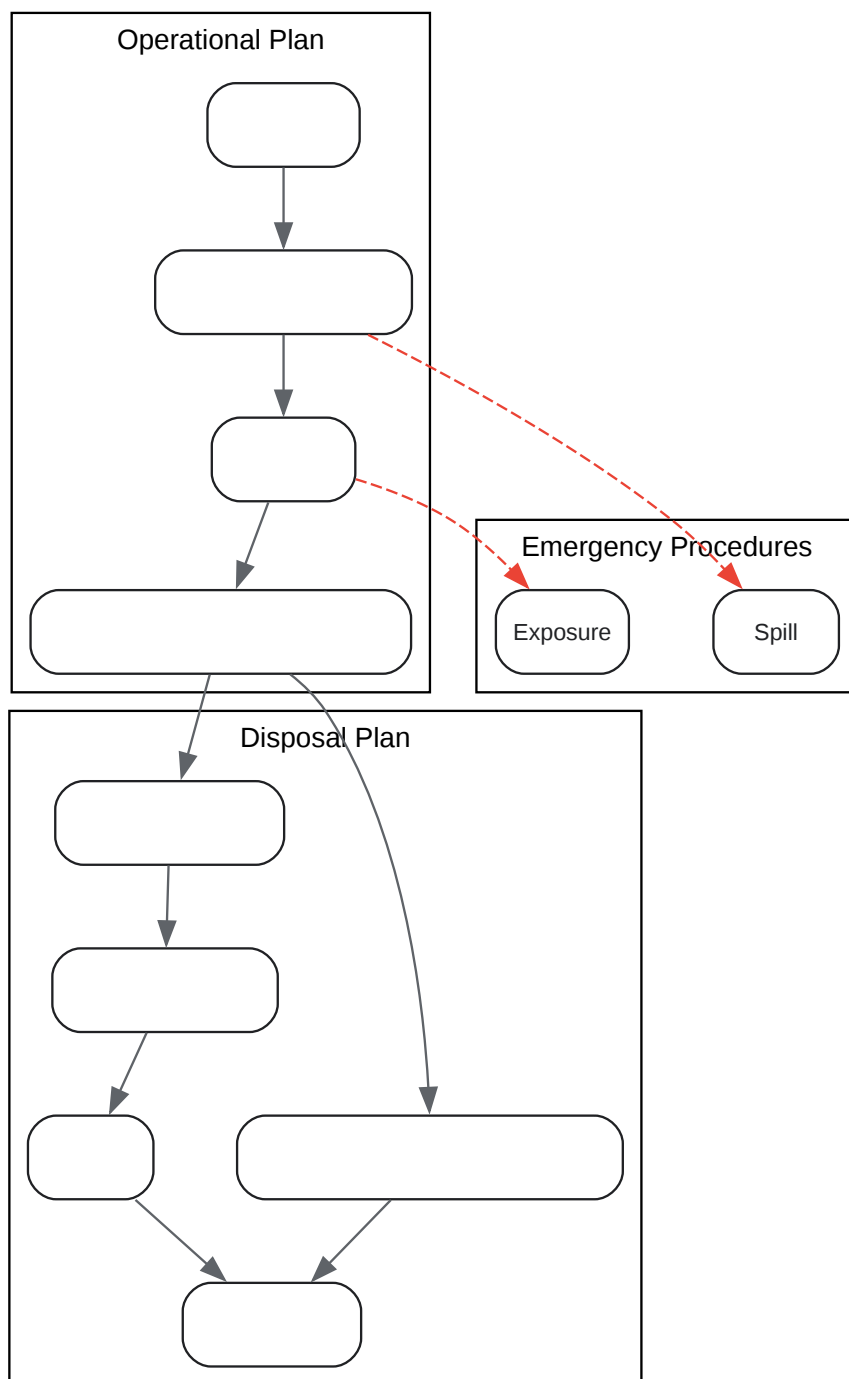 Operational Plan
Emergency Procedures
Exposure
Spill
Disposal Plan